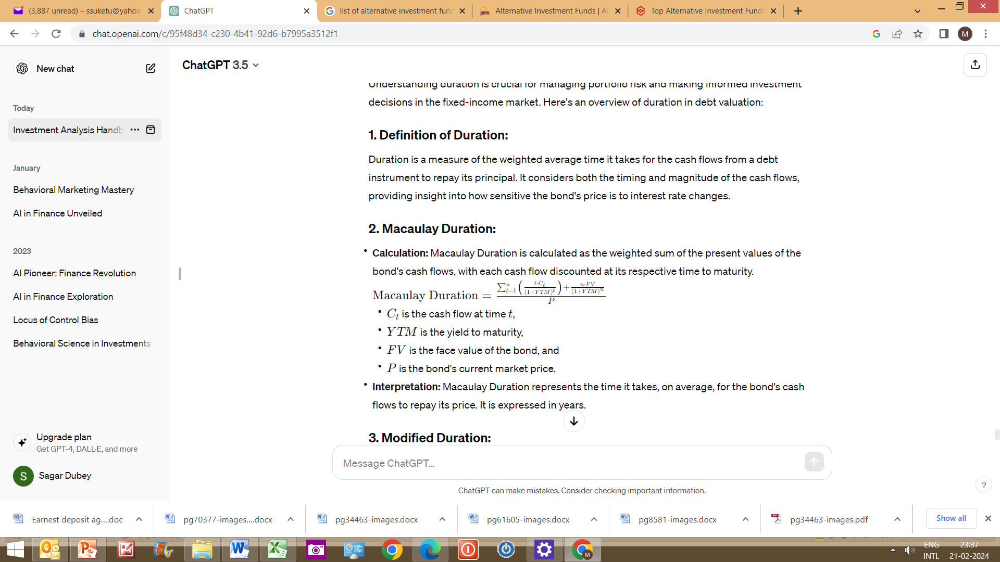 (3,887 unread) – ssuketu@yahoo.
ChatGPT
list of alternative investment fund
Alternative Investment Funds | AI
Top Alternative Investment Funds
chat.openai.com/c/95f48d34-c230-4b41-92d6-b7995a3512f1
M
New chat
Today
Investment Analysis Handb
January
Behavioral Marketing Mastery
AI in Finance Unveiled
2023
AI Pioneer: Finance Revolution
AI in Finance Exploration
Locus of Control Bias
Behavioral Science in Investments
Upgrade plan
Get GPT-4, DALL·E, and more
S
Sagar Dubey
ChatGPT 3.5
Understanding duration is crucial for managing portfolio risk and making informed investment
decisions in the fixed-income market. Here's an overview of duration in debt valuation:
1. Definition of Duration:
Duration is a measure of the weighted average time it takes for the cash flows from a debt
instrument to repay its principal. It considers both the timing and magnitude of the cash flows,
providing insight into how sensitive the bond's price is to interest rate changes.
2. Macaulay Duration:
• Calculation: Macaulay Duration is calculated as the weighted sum of the present values of the
bond's cash flows, with each cash flow discounted at its respective time to maturity.
Macaulay Duration = \frac{\sum_{t=1}^{n} \left( \frac{t \cdot C_t}{(1+YTM)^t} \right) + \frac{n \cdot FV}{(1+YTM)^n}}{P}
• C_t is the cash flow at time t,
• YTM is the yield to maturity,
• FV is the face value of the bond, and
• P is the bond's current market price.
• Interpretation: Macaulay Duration represents the time it takes, on average, for the bond's cash
flows to repay its price. It is expressed in years.
3. Modified Duration:
Message ChatGPT...
ChatGPT can make mistakes. Consider checking important information.
?
Earnest deposit ag....doc
pg70377-images....docx
pg34463-images.docx
pg61605-images.docx
pg8581-images.docx
pg34463-images.pdf
Show all
ENG
INTL
23:37
21-02-2024